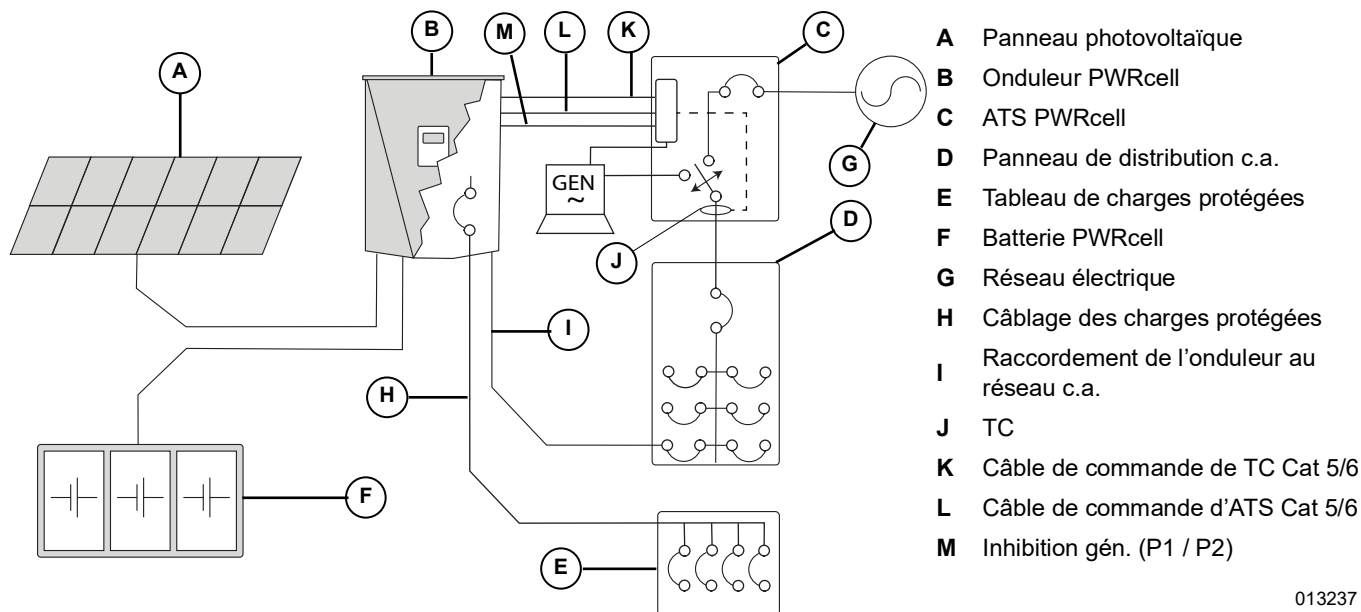 B
M
L
K
C
A
G
GEN
~
D
J
I
H
F
E
A Panneau photovoltaïque
B Onduleur PWRcell
C ATS PWRcell
D Panneau de distribution c.a.
E Tableau de charges protégées
F Batterie PWRcell
G Réseau électrique
H Câblage des charges protégées
I Raccordement de l’onduleur au
réseau c.a.
J TC
K Câble de commande de TC Cat 5/6
L Câble de commande d’ATS Cat 5/6
M Inhibition gén. (P1 / P2)
013237